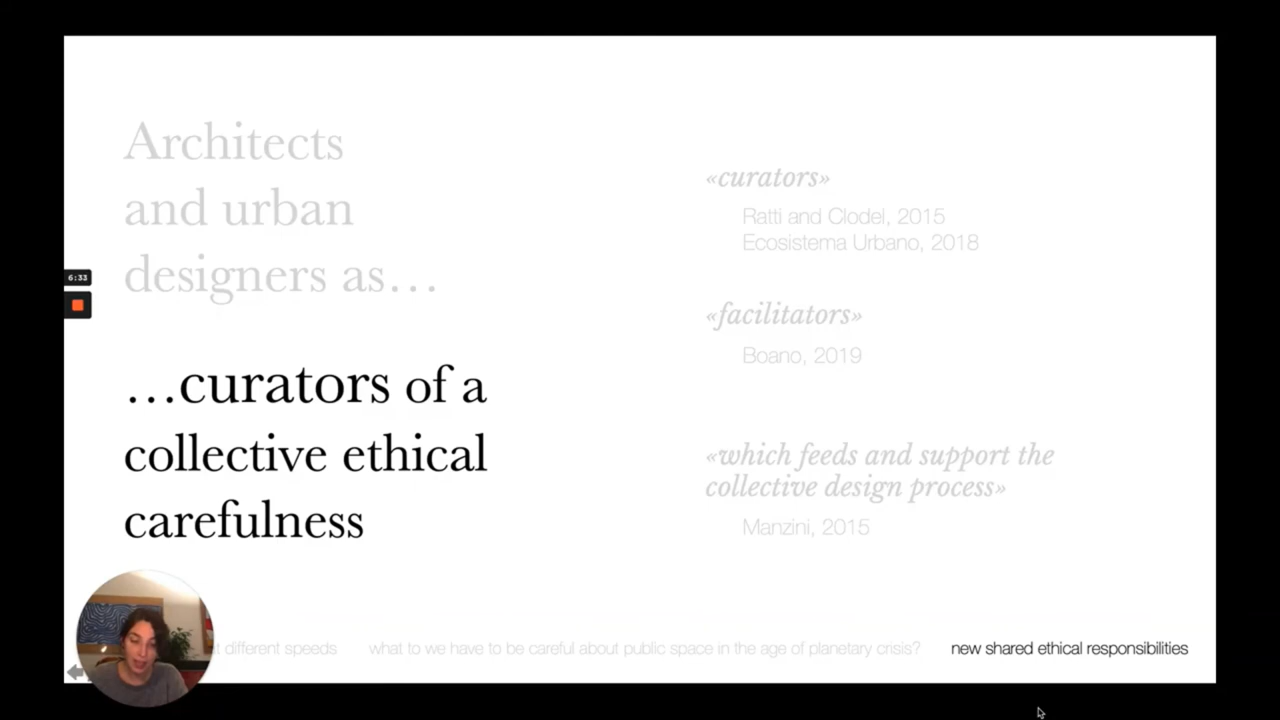 Architects
and urban
designers as…
…curators of a
collective ethical
carefulness
«curators»
Ratti and Clodel, 2015
Ecosistema Urbano, 2018
«facilitators»
Boano, 2019
«which feeds and support the
collective design process»
Manzini, 2015
6:33
different speeds
what to we have to be careful about public space in the age of planetary crisis?
new shared ethical responsibilities